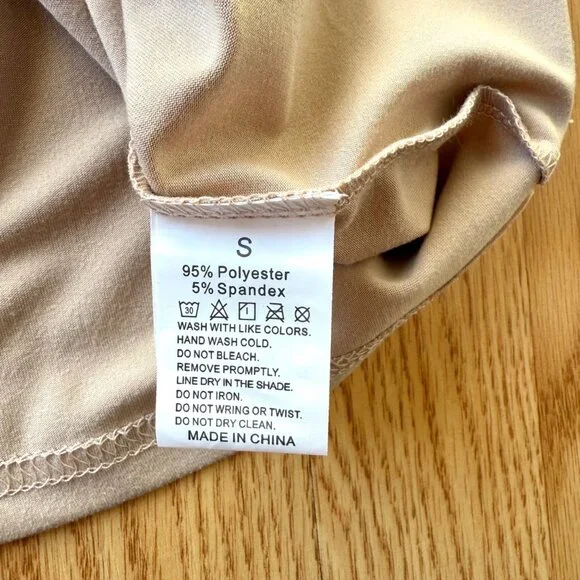 S
95% Polyester
5% Spandex
30
WASH WITH LIKE COLORS.
HAND WASH COLD.
DO NOT BLEACH.
REMOVE PROMPTLY.
LINE DRY IN THE SHADE.
DO NOT IRON.
DO NOT WRING OR TWIST.
DO NOT DRY CLEAN.
MADE IN CHINA